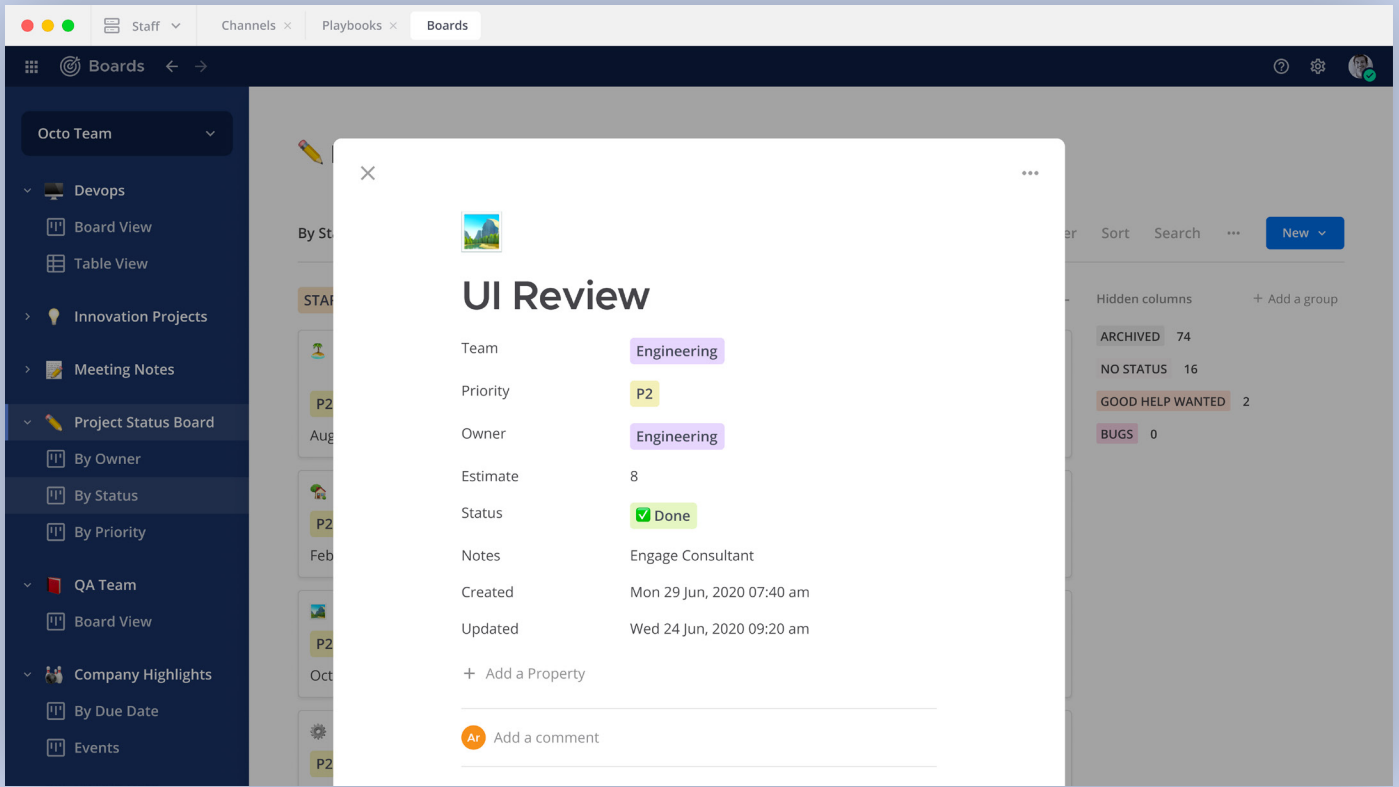 Staff
Channels
Playbooks
Boards
Boards
Octo Team
Devops
Board View
Table View
Innovation Projects
Meeting Notes
Project Status Board
By Owner
By Status
By Priority
QA Team
Board View
Company Highlights
By Due Date
Events
By St
er
Sort
Search
New
STAR
P2
Aug
P2
Feb
P2
Oct
P2
UI Review
Team Engineering
Priority P2
Owner Engineering
Estimate 8
Status Done
Notes Engage Consultant
Created Mon 29 Jun, 2020 07:40 am
Updated Wed 24 Jun, 2020 09:20 am
+ Add a Property
Ar Add a comment
Hidden columns + Add a group
ARCHIVED 74
NO STATUS 16
GOOD HELP WANTED 2
BUGS 0